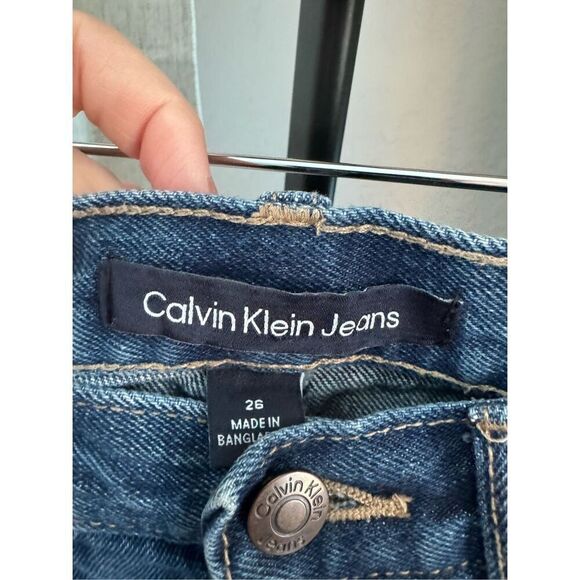 Calvin Klein Jeans
26
MADE IN
Calvin Klein
Jeans